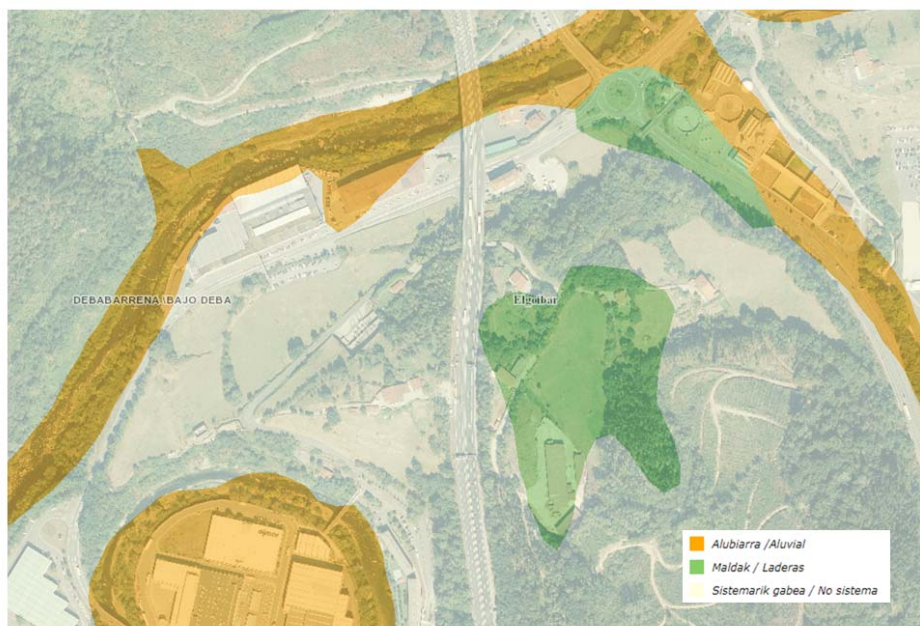 DEBABARRENA \BAJO DEBA
Elgoibar
Alubiarra /Aluvial
Maldak / Laderas
Sistemarik gabea / No sistema